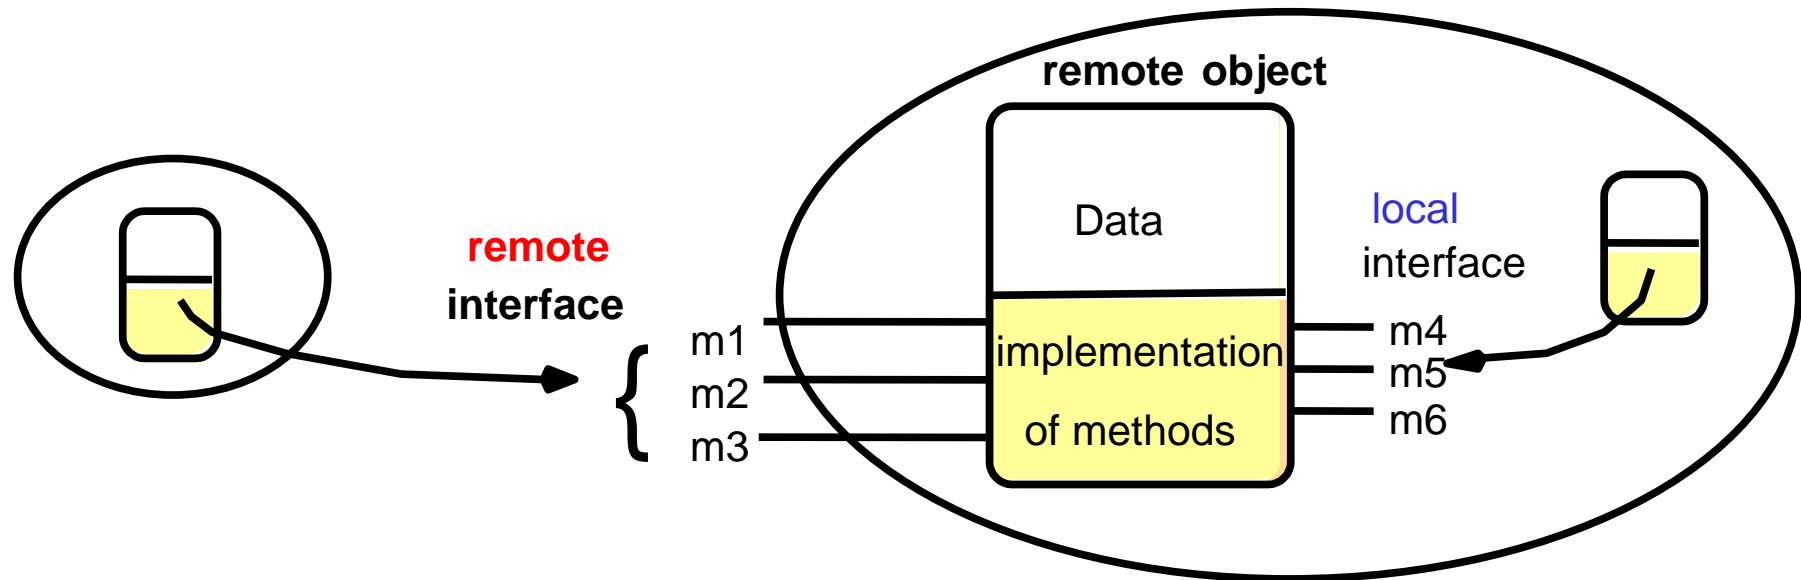 remote object
Data
local
interface
remote
interface
m1
m2
m3
{
implementation
of methods
m4
m5
m6